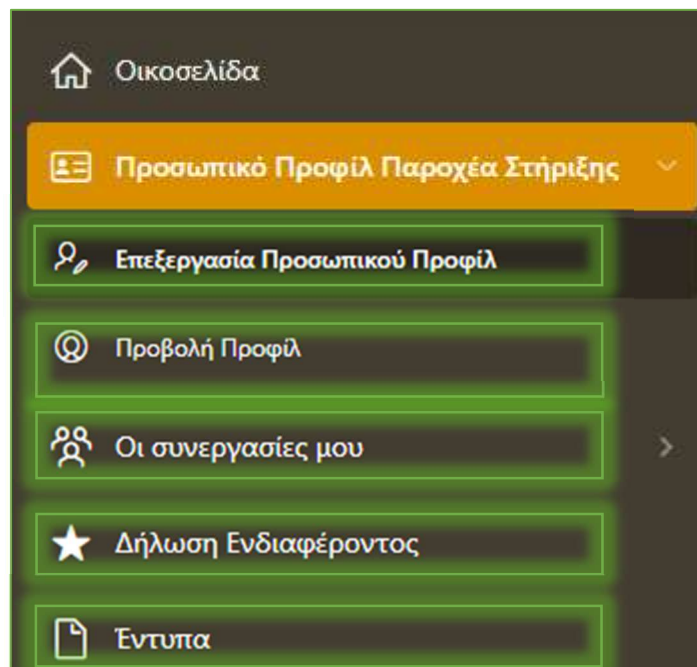 Οικοσελίδα
Προσωπικό Προφίλ Παροχέα Στήριξης
Επεξεργασία Προσωπικού Προφίλ
Προβολή Προφίλ
Οι συνεργασίες μου
Δήλωση Ενδιαφέροντος
Έντυπα